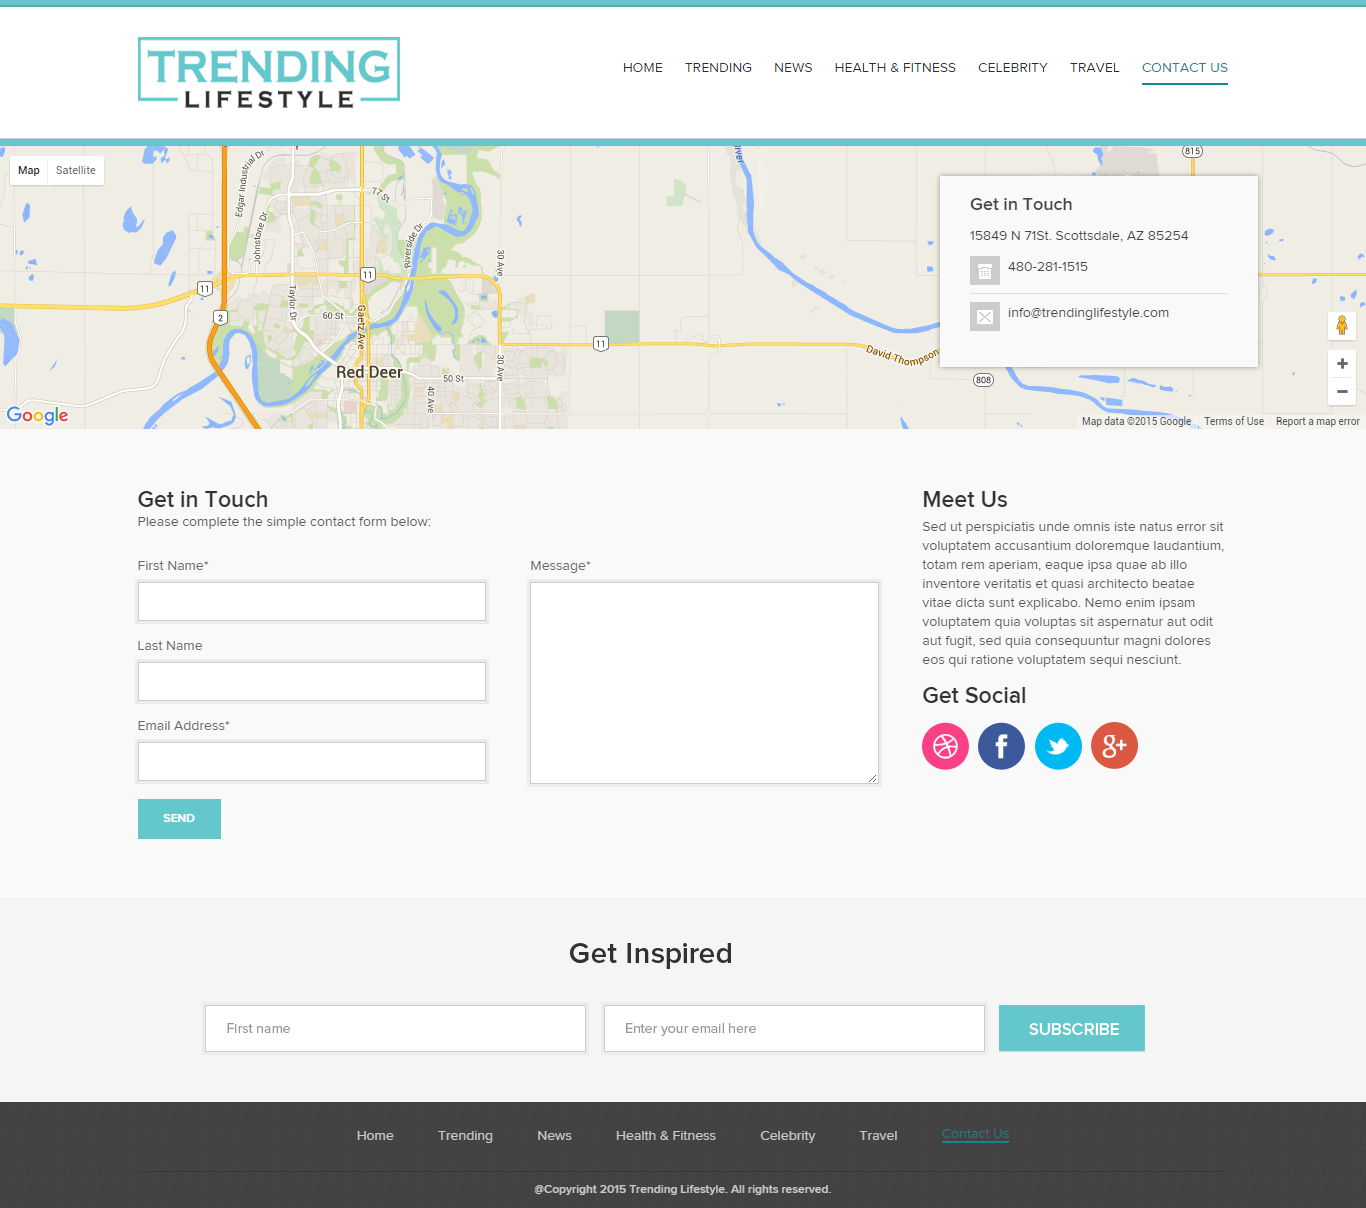 TRENDING
LIFESTYLE
HOME TRENDING NEWS HEALTH & FITNESS CELEBRITY TRAVEL CONTACT US
Map Satellite
Edgar Industrial Dr
Johnstone Dr
77 St
Riverside Dr
30 Ave
815
11
11
2
Taylor Dr
60 St
Gaetz Ave
11
Red Deer
50 St
40 Ave
30 Ave
David Thompson
808
Get in Touch
15849 N 71St. Scottsdale, AZ 85254
480-281-1515
info@trendinglifestyle.com
Google
Map data ©2015 Google Terms of Use Report a map error
Get in Touch
Please complete the simple contact form below:
First Name*
Last Name
Email Address*
SEND
Message*
Meet Us
Sed ut perspiciatis unde omnis iste natus error sit
voluptatem accusantium doloremque laudantium,
totam rem aperiam, eaque ipsa quae ab illo
inventore veritatis et quasi architecto beatae
vitae dicta sunt explicabo. Nemo enim ipsam
voluptatem quia voluptas sit aspernatur aut odit
aut fugit, sed quia consequuntur magni dolores
eos qui ratione voluptatem sequi nesciunt.
Get Social
f
g+
Get Inspired
First name
Enter your email here
SUBSCRIBE
Home Trending News Health & Fitness Celebrity Travel Contact Us
@Copyright 2015 Trending Lifestyle. All rights reserved.